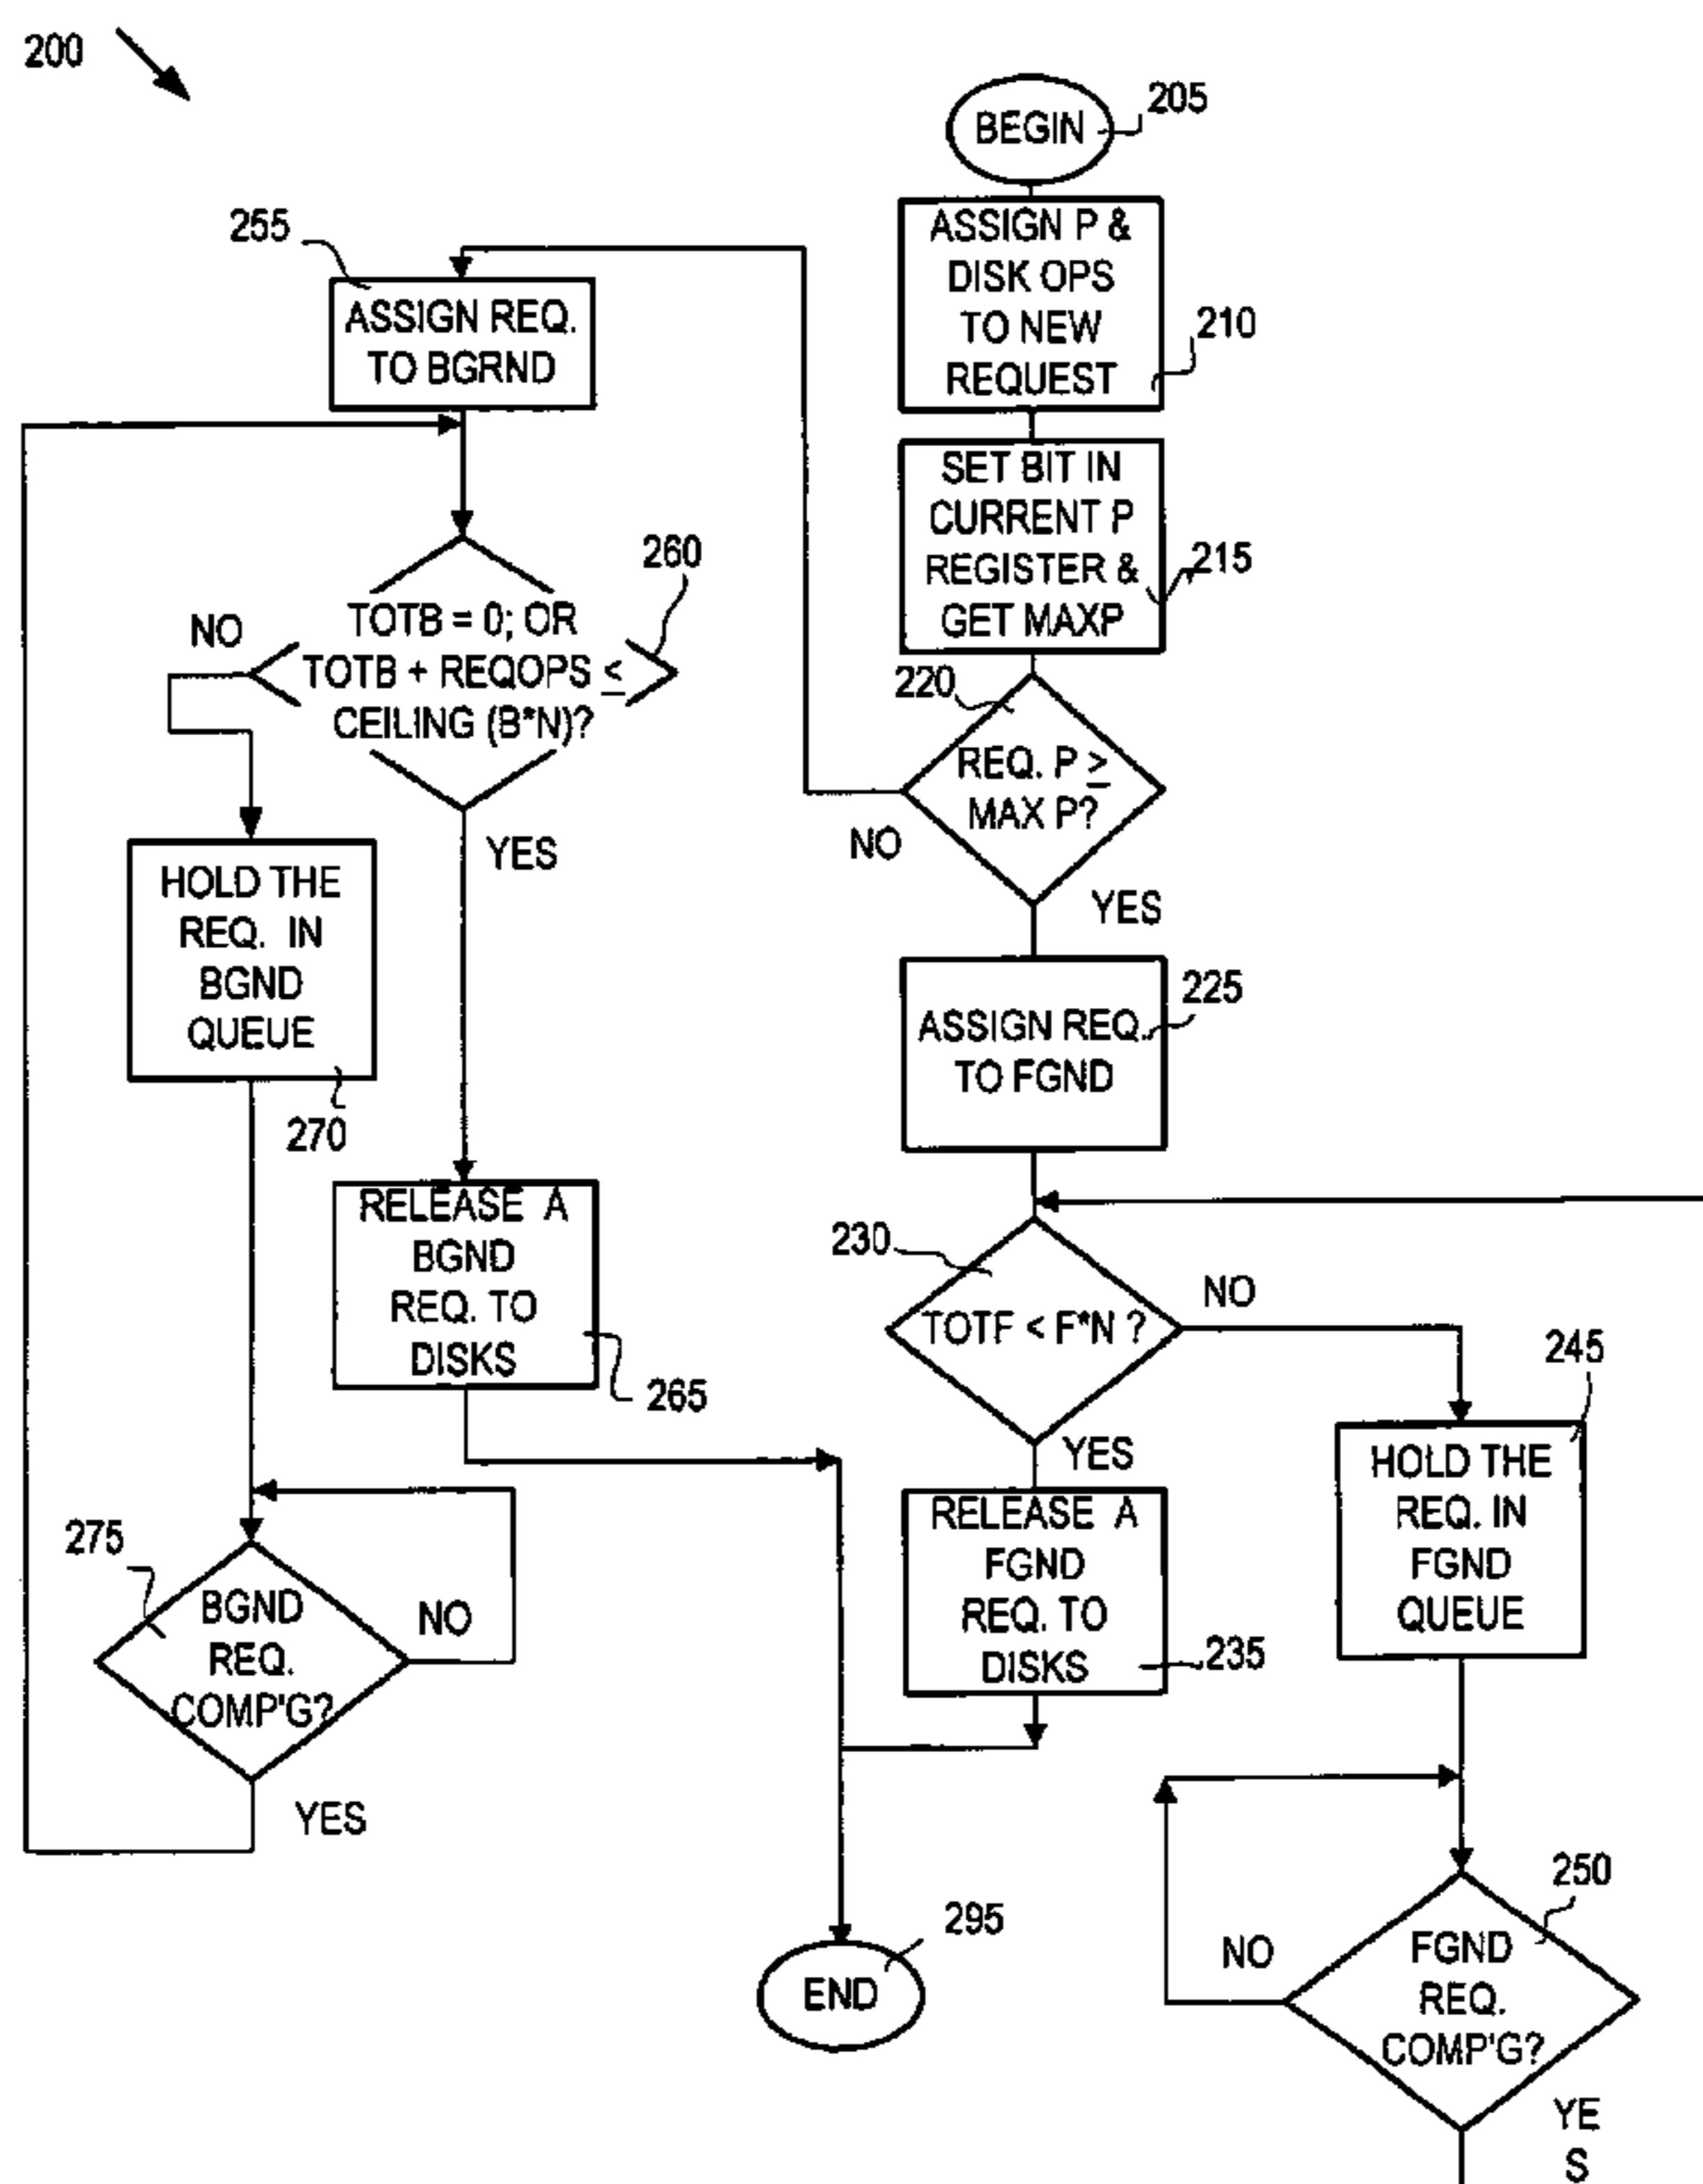 200
BEGIN
205
ASSIGN P &
DISK OPS
TO NEW
REQUEST
210
SET BIT IN
CURRENT P
REGISTER &
GET MAXP
215
220
REQ. P ≥
MAX P?
NO
YES
255
ASSIGN REQ.
TO BGRND
260
TOTB = 0; OR
TOTB + REQOPS ≤
CEILING (B*N)?
NO
YES
HOLD THE
REQ. IN
BGND
QUEUE
270
RELEASE A
BGND
REQ. TO
DISKS
265
275
BGND
REQ.
COMP'G?
NO
YES
225
ASSIGN REQ.
TO FGND
230
TOTF < F*N ?
NO
YES
RELEASE A
FGND
REQ. TO
DISKS
235
245
HOLD THE
REQ. IN
FGND
QUEUE
250
FGND
REQ.
COMP'G?
NO
YE
S
295
END